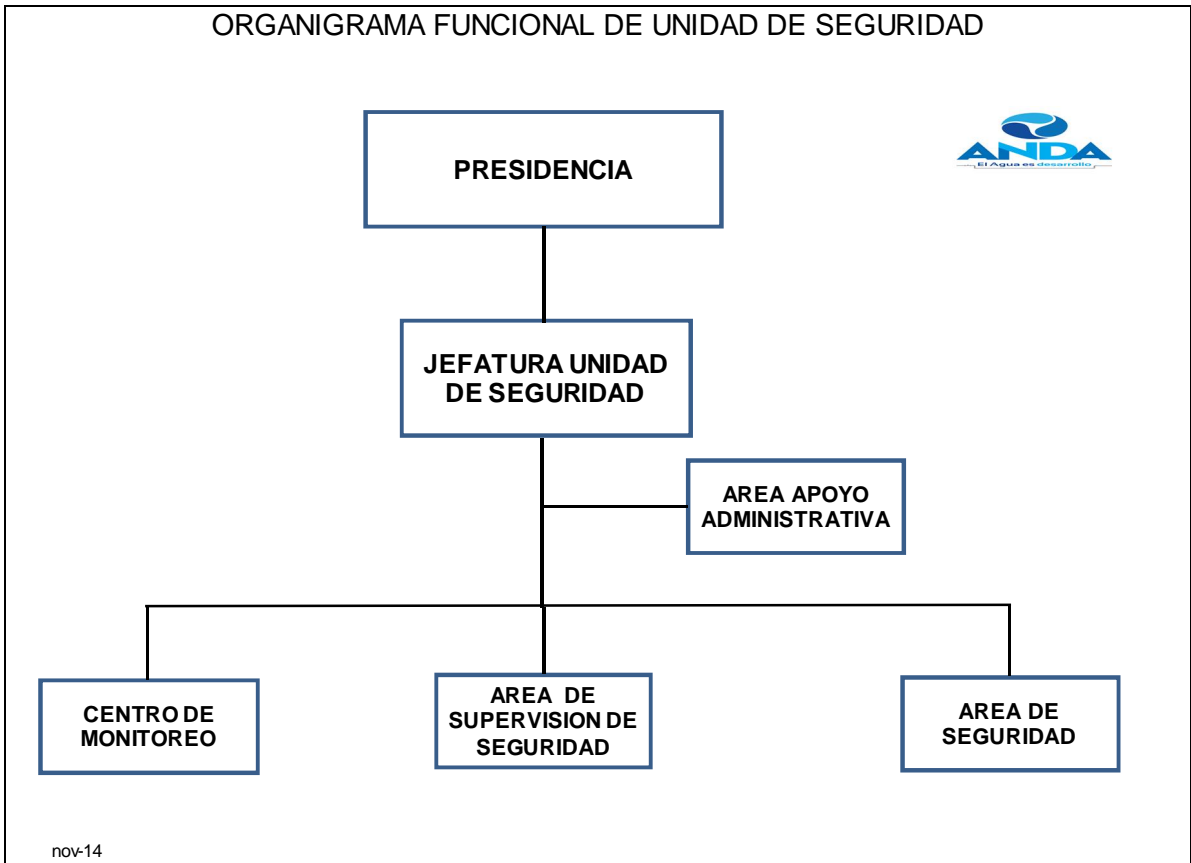 ORGANIGRAMA FUNCIONAL DE UNIDAD DE SEGURIDAD
PRESIDENCIA
ANDA
El Agua es desarrollo
JEFATURA UNIDAD
DE SEGURIDAD
AREA APOYO
ADMINISTRATIVA
CENTRO DE
MONITOREO
AREA DE
SUPERVISION DE
SEGURIDAD
AREA DE
SEGURIDAD
nov-14